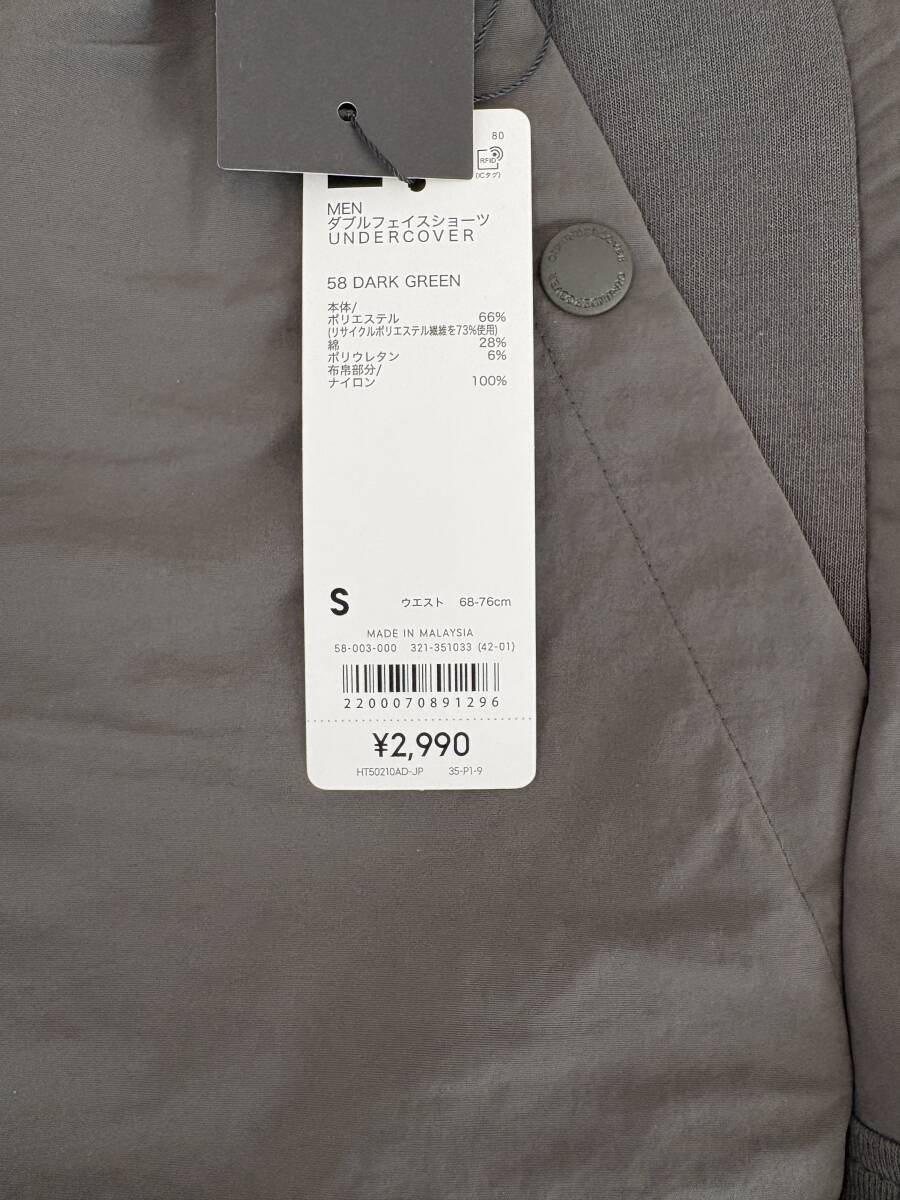 80
RFID
(ICタグ)
MEN
ダブルフェイスショーツ
UNDERCOVER
58 DARK GREEN
本体/
ポリエステル 66%
(リサイクルポリエステル繊維を73%使用)
綿 28%
ポリウレタン 6%
布帛部分/
ナイロン 100%
S ウエスト 68-76cm
MADE IN MALAYSIA
58-003-000 321-351033 (42-01)
2200070891296
¥2,990
HT50210AD-JP 35-P1-9